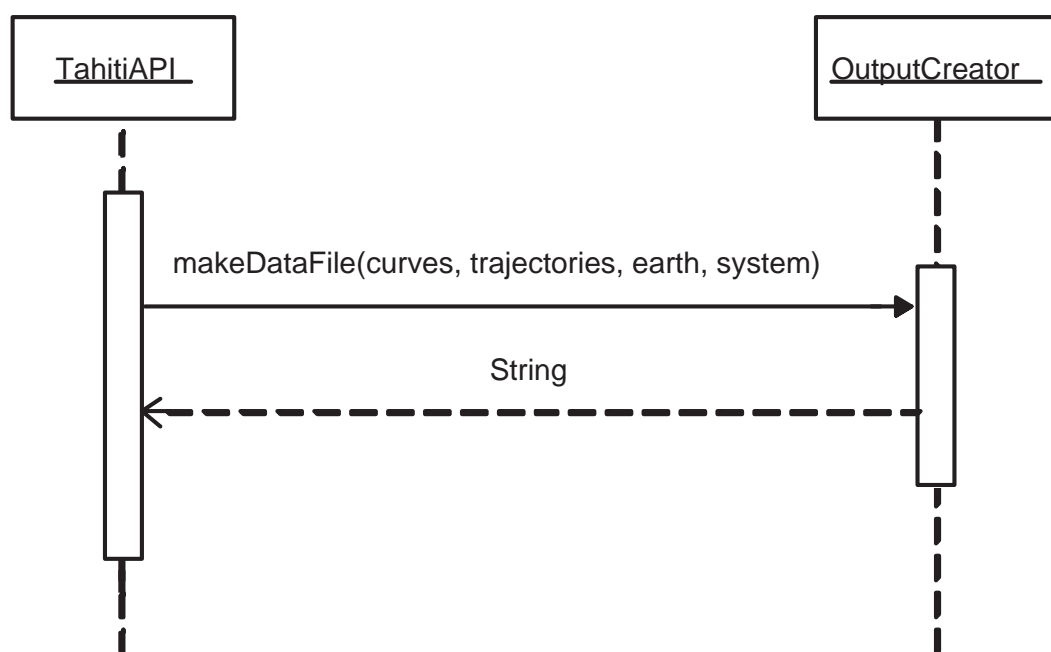 TahitiAPI
OutputCreator
makeDataFile(curves, trajectories, earth, system)
String